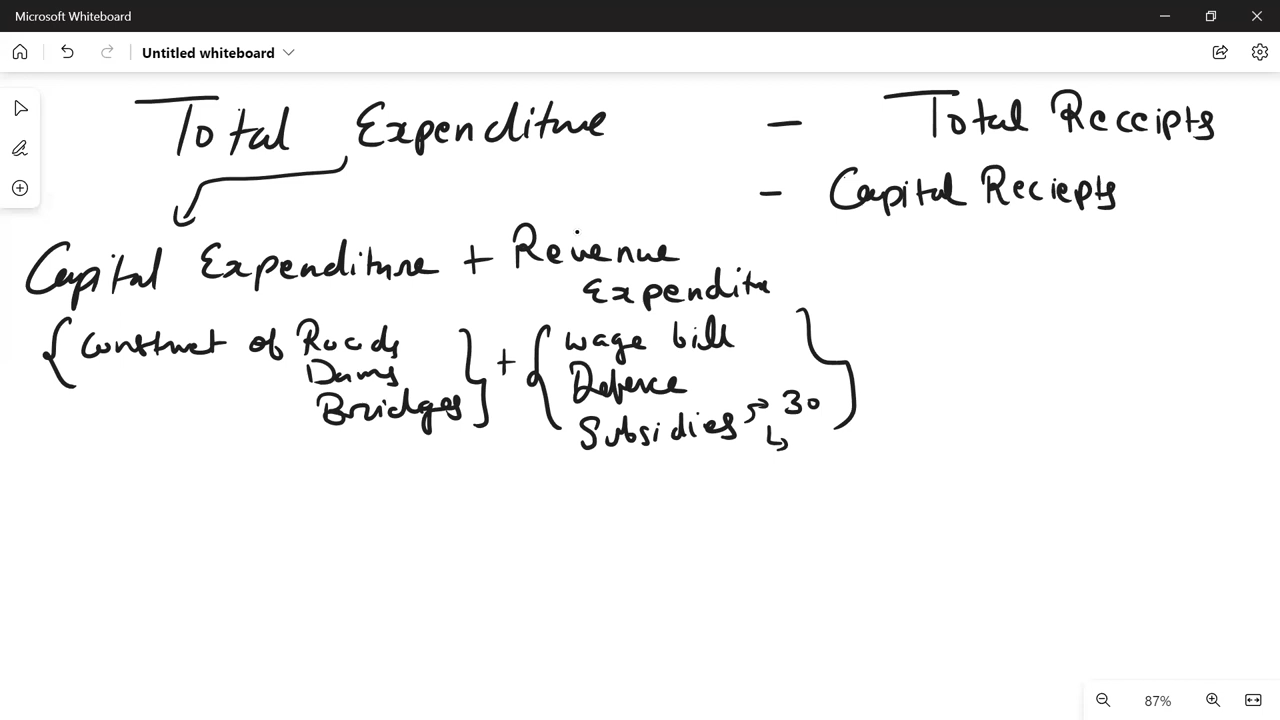 Microsoft Whiteboard
Untitled whiteboard
Total Expenditure - Total Receipts
- Capital Reciepts
Capital Expenditure + Revenue
Expenditu
{ Construct of Roads
Dams
Bridges } + { wage bill
Defence
Subsidies → 30 }
87%